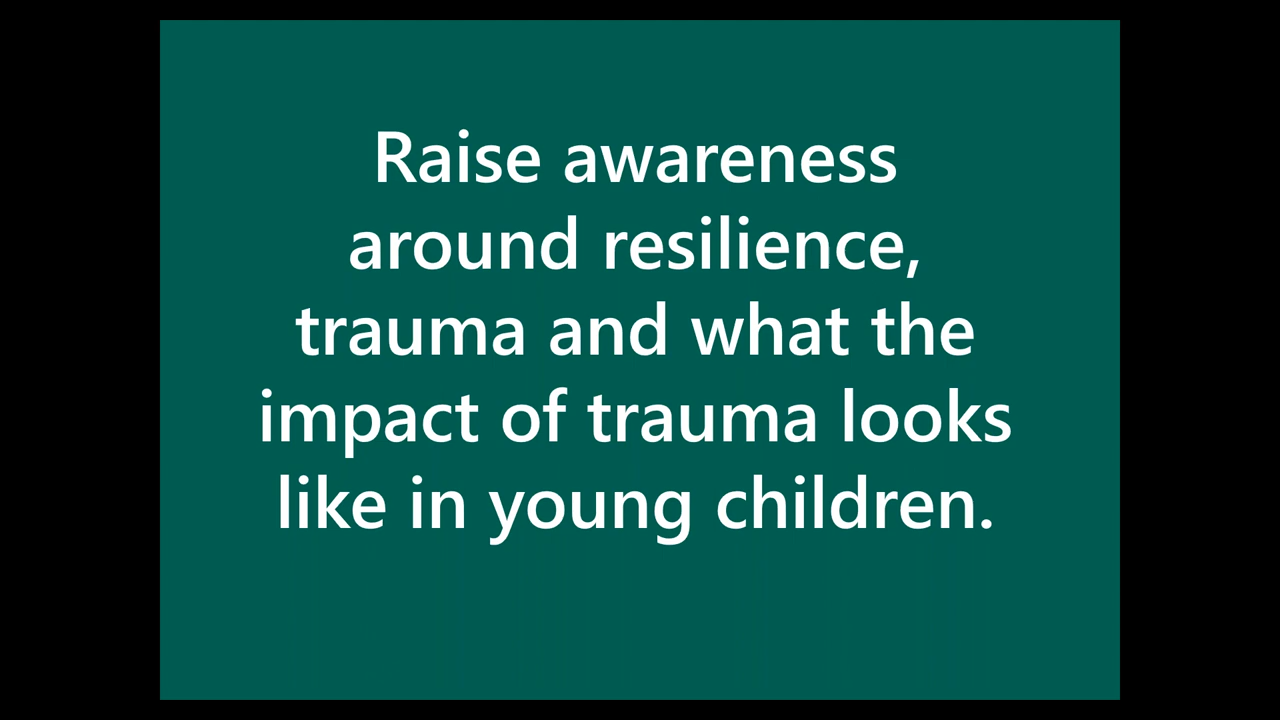 Raise awareness
around resilience,
trauma and what the
impact of trauma looks
like in young children.